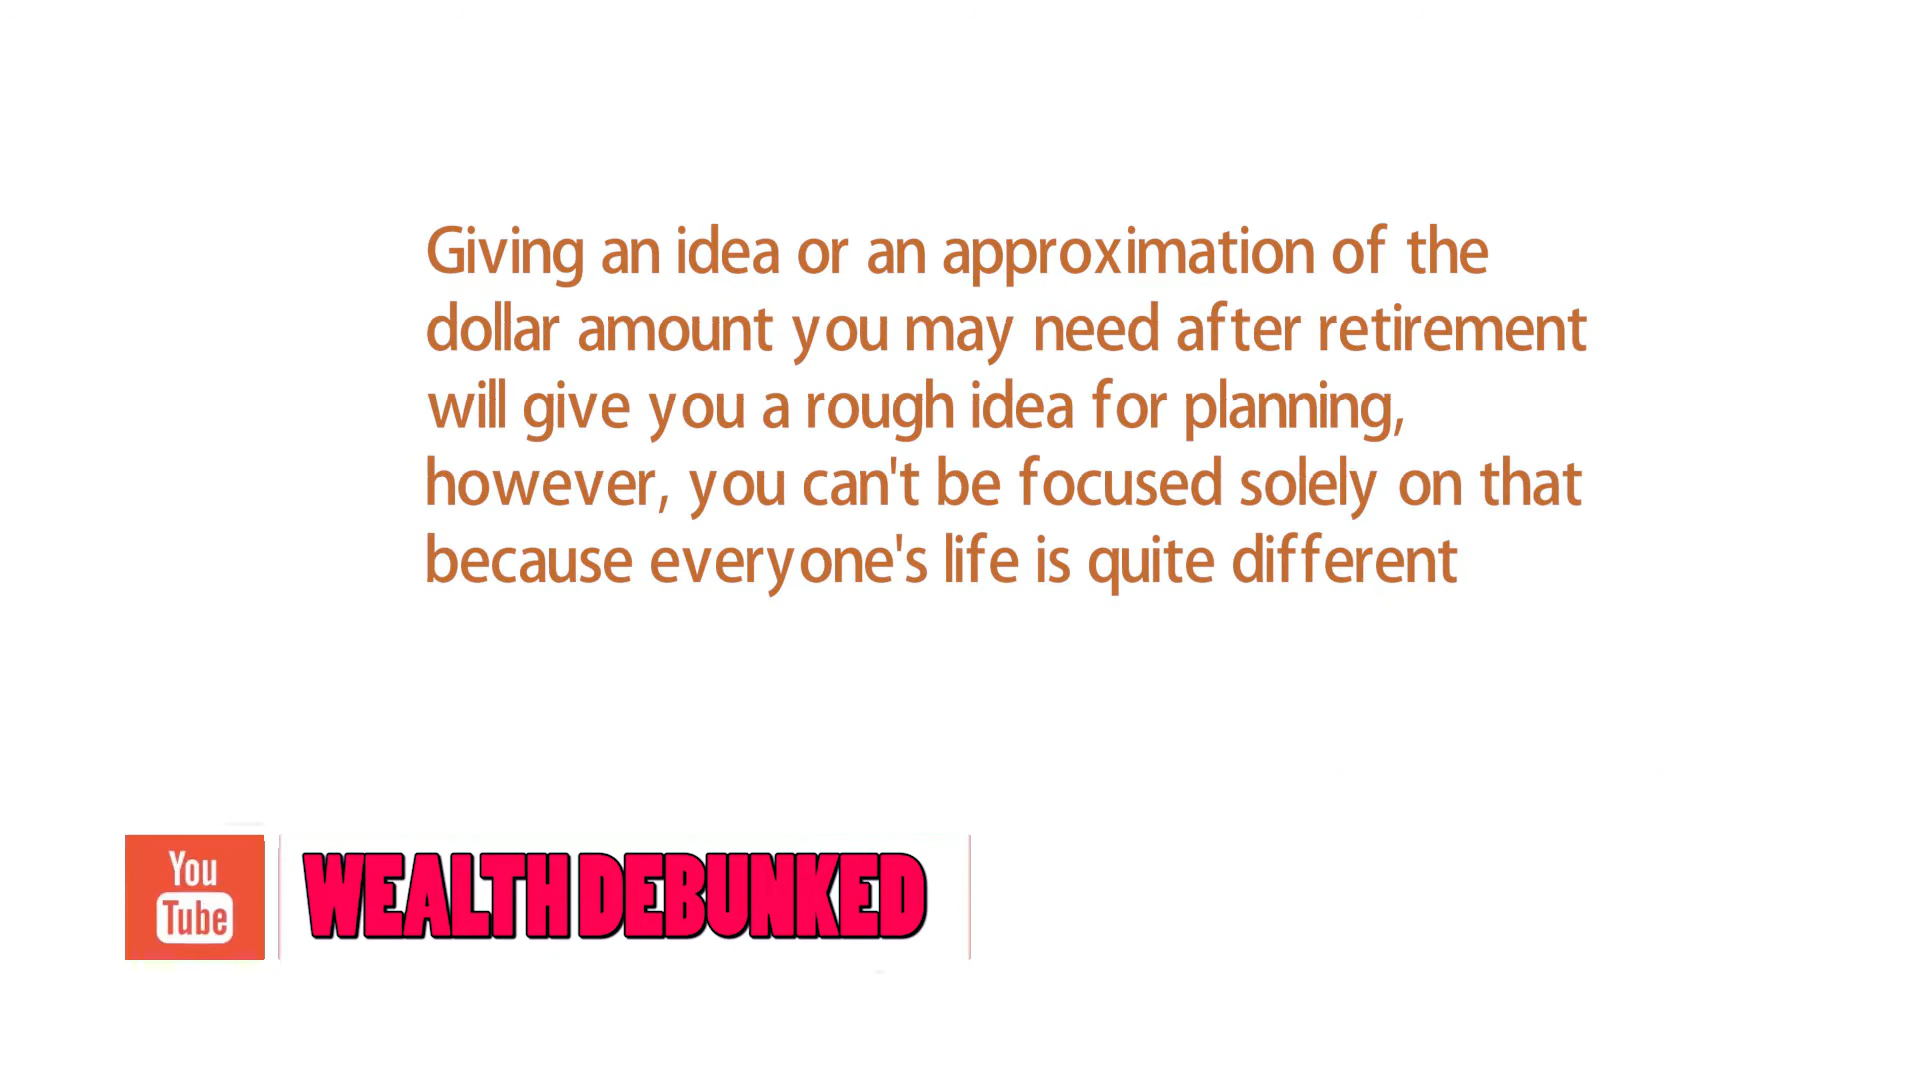 Giving an idea or an approximation of the
dollar amount you may need after retirement
will give you a rough idea for planning,
however, you can't be focused solely on that
because everyone's life is quite different
You
Tube
WEALTH DEBUNKED